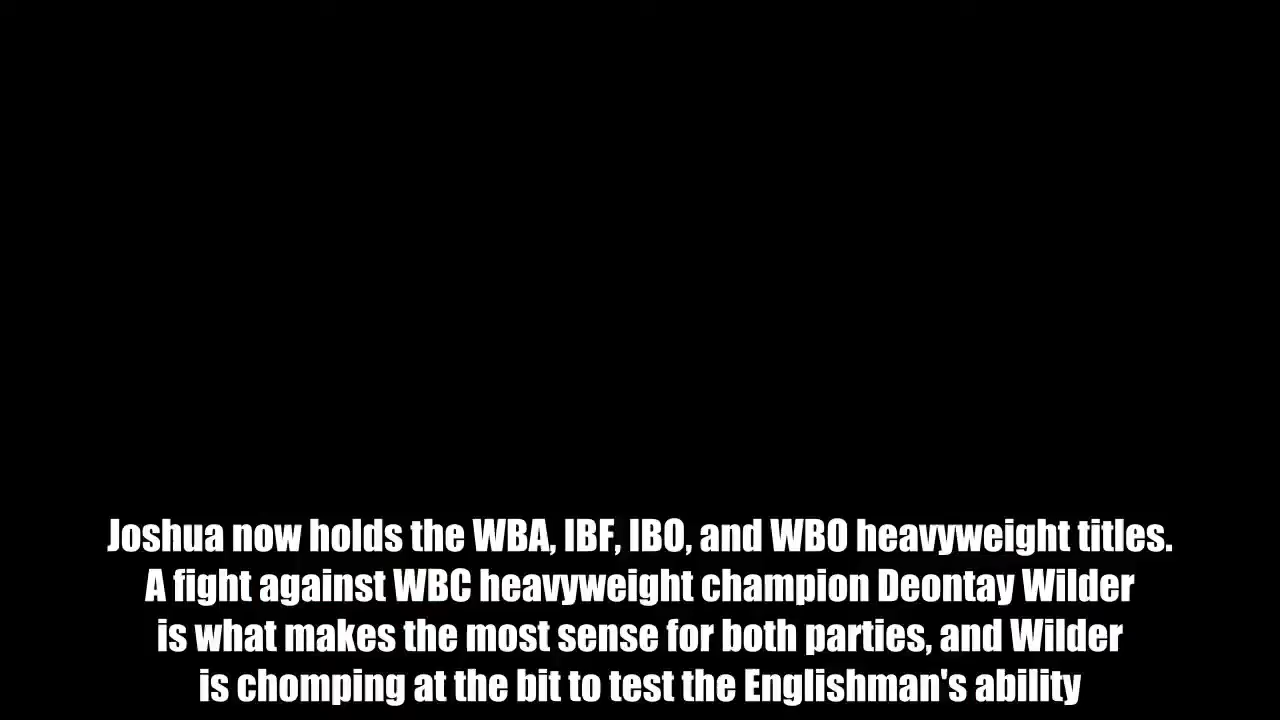 Joshua now holds the WBA, IBF, IBO, and WBO heavyweight titles.
A fight against WBC heavyweight champion Deontay Wilder
is what makes the most sense for both parties, and Wilder
is chomping at the bit to test the Englishman's ability